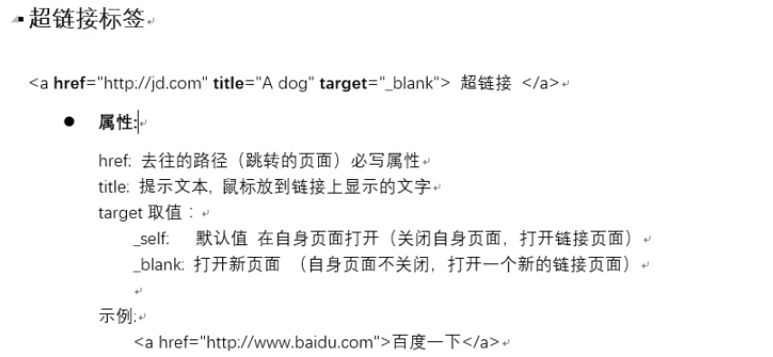 超链接标签
<a href="http://jd.com" title="A dog" target="_blank"> 超链接 </a>
● 属性:
href: 去往的路径（跳转的页面）必写属性
title: 提示文本, 鼠标放到链接上显示的文字
target 取值：
_self: 默认值 在自身页面打开（关闭自身页面，打开链接页面）
_blank: 打开新页面 （自身页面不关闭，打开一个新的链接页面）
示例:
<a href="http://www.baidu.com">百度一下</a>